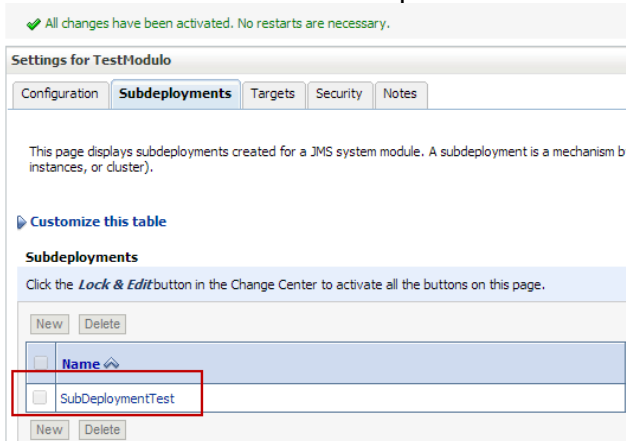 All changes have been activated. No restarts are necessary.
Settings for TestModulo
Configuration Subdeployments Targets Security Notes
This page displays subdeployments created for a JMS system module. A subdeployment is a mechanism b
instances, or cluster).
Customize this table
Subdeployments
Click the Lock & Edit button in the Change Center to activate all the buttons on this page.
New Delete
Name
SubDeploymentTest
New Delete